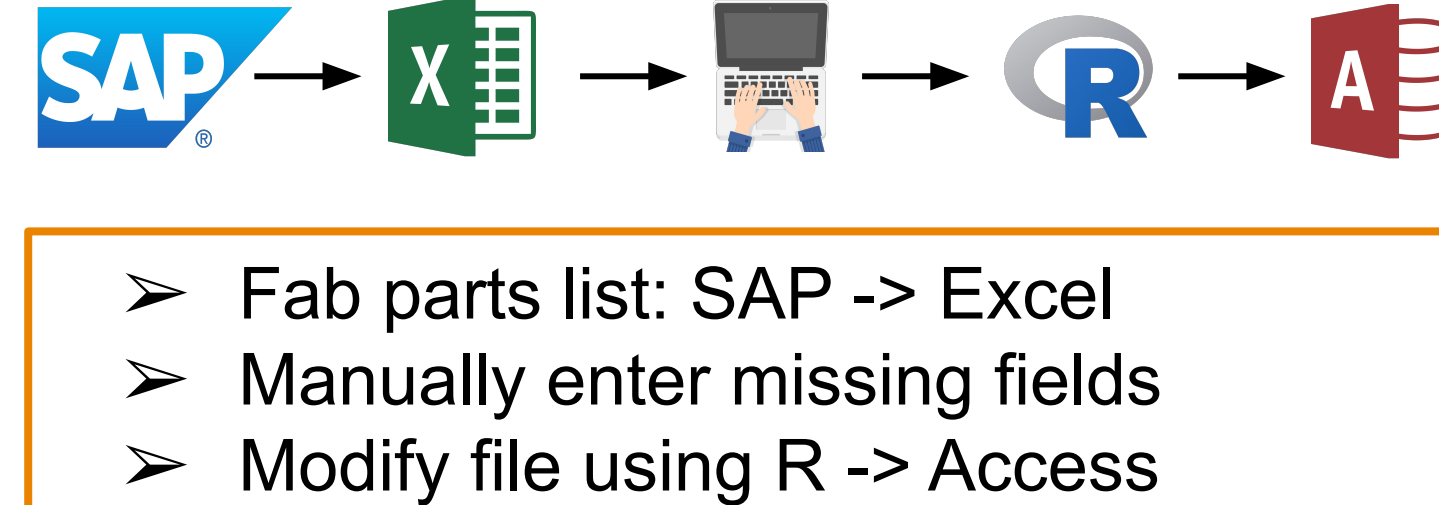 SAP ® X R A
➢ Fab parts list: SAP -> Excel
➢ Manually enter missing fields
➢ Modify file using R -> Access